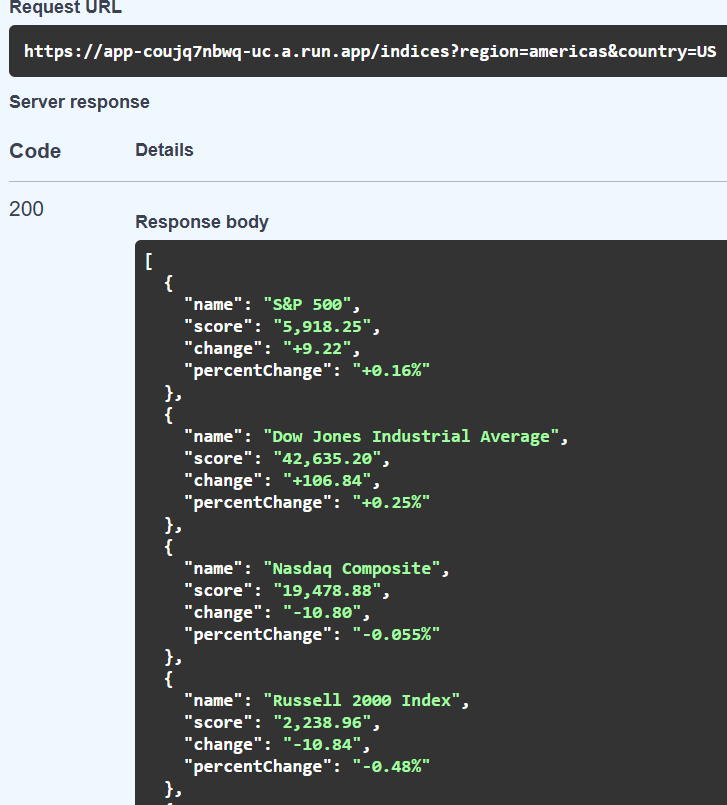 Request URL
https://app-coujq7nbwq-uc.a.run.app/indices?region=americas&country=US
Server response
Code Details
200
Response body
[
  {
    "name": "S&P 500",
    "score": "5,918.25",
    "change": "+9.22",
    "percentChange": "+0.16%"
  },
  {
    "name": "Dow Jones Industrial Average",
    "score": "42,635.20",
    "change": "+106.84",
    "percentChange": "+0.25%"
  },
  {
    "name": "Nasdaq Composite",
    "score": "19,478.88",
    "change": "-10.80",
    "percentChange": "-0.055%"
  },
  {
    "name": "Russell 2000 Index",
    "score": "2,238.96",
    "change": "-10.84",
    "percentChange": "-0.48%"
  },